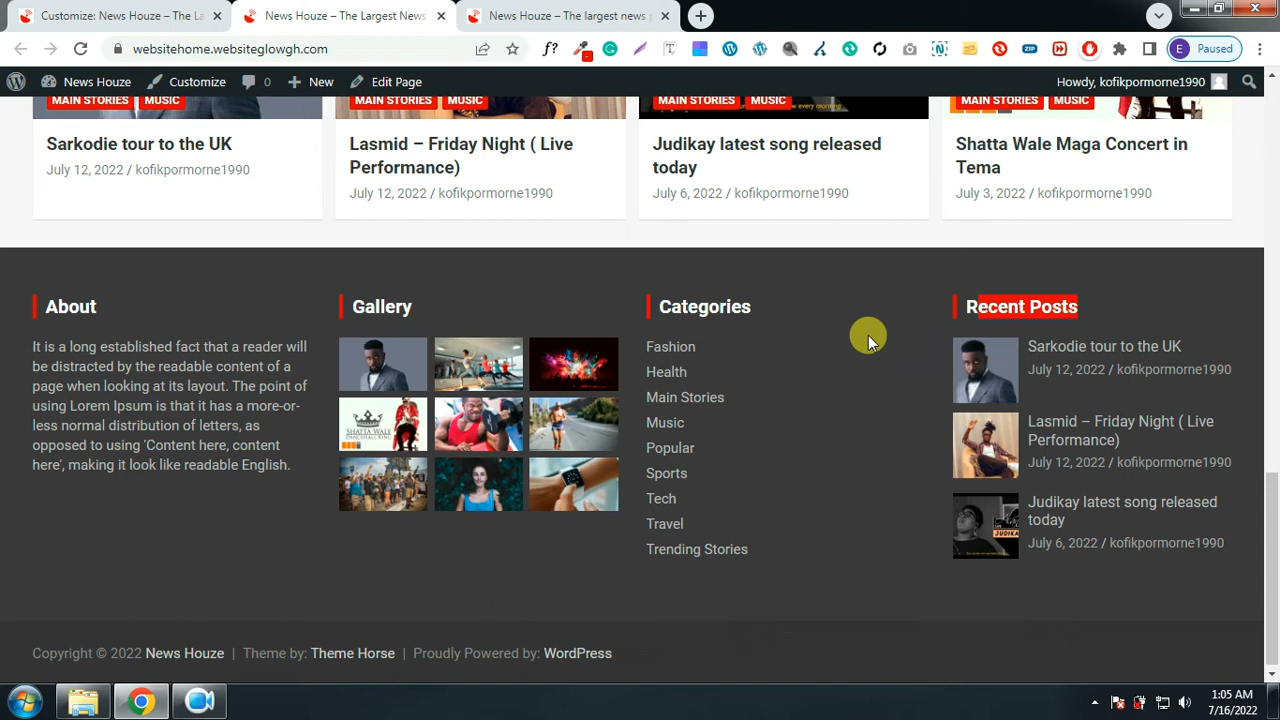 Customize: News Houze – The La
News Houze – The Largest News
News Houze – The largest news p
websitehome.websiteglowgh.com
f?
T
ZIP
E Paused
News Houze
Customize
0
New
Edit Page
Howdy, kofikpormorne1990
MAIN STORIES MUSIC
MAIN STORIES MUSIC
MAIN STORIES MUSIC
MAIN STORIES MUSIC
Sarkodie tour to the UK
July 12, 2022 / kofikpormorne1990
Lasmid – Friday Night ( Live
Performance)
July 12, 2022 / kofikpormorne1990
Judikay latest song released
today
July 6, 2022 / kofikpormorne1990
Shatta Wale Maga Concert in
Tema
July 3, 2022 / kofikpormorne1990
About
It is a long established fact that a reader will
be distracted by the readable content of a
page when looking at its layout. The point of
using Lorem Ipsum is that it has a more-or-
less normal distribution of letters, as
opposed to using 'Content here, content
here', making it look like readable English.
Gallery
SHATTA WALE
DANCEHALL KING
Categories
Fashion
Health
Main Stories
Music
Popular
Sports
Tech
Travel
Trending Stories
Recent Posts
Sarkodie tour to the UK
July 12, 2022 / kofikpormorne1990
Lasmid – Friday Night ( Live
Performance)
July 12, 2022 / kofikpormorne1990
Judikay latest song released
today
July 6, 2022 / kofikpormorne1990
JUDIKA
Copyright © 2022 News Houze | Theme by: Theme Horse | Proudly Powered by: WordPress
1:05 AM
7/16/2022